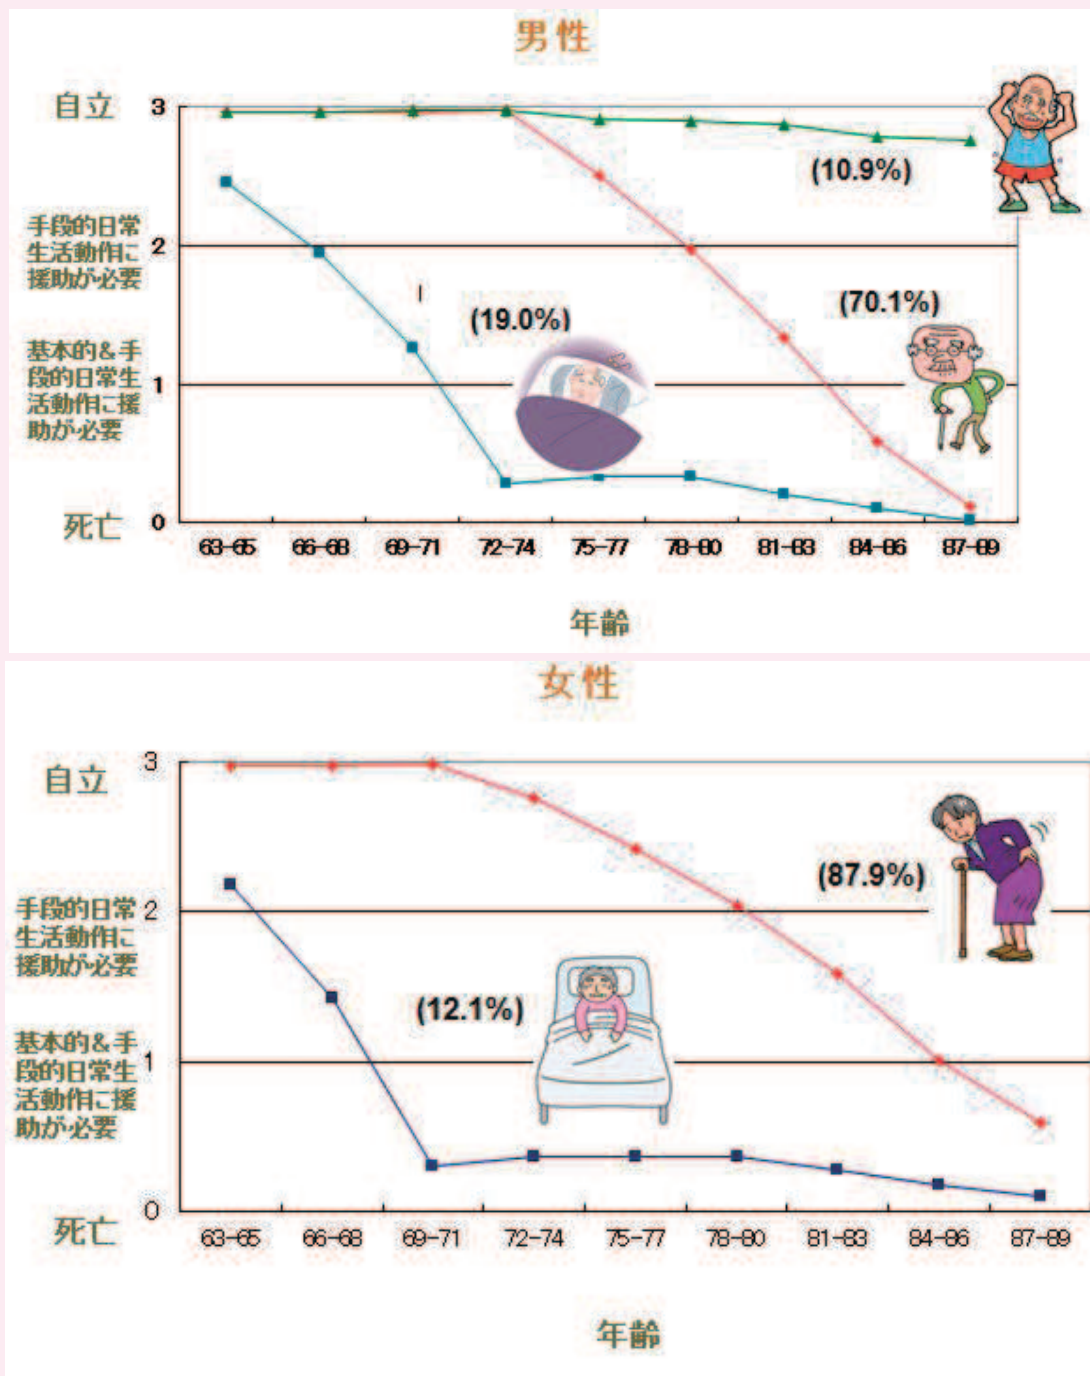 男性
自立
3
(10.9%)
手段的日常
生活動作に
援助が必要
2
(19.0%)
(70.1%)
基本的&手
段的日常生
活動作に援
助が必要
1
死亡
0
63-65 66-68 69-71 72-74 75-77 78-80 81-83 84-86 87-89
年齢
女性
自立
3
(87.9%)
手段的日常
生活動作に
援助が必要
2
(12.1%)
基本的&手
段的日常生
活動作に援
助が必要
1
死亡
0
63-65 66-68 69-71 72-74 75-77 78-80 81-83 84-86 87-89
年齢